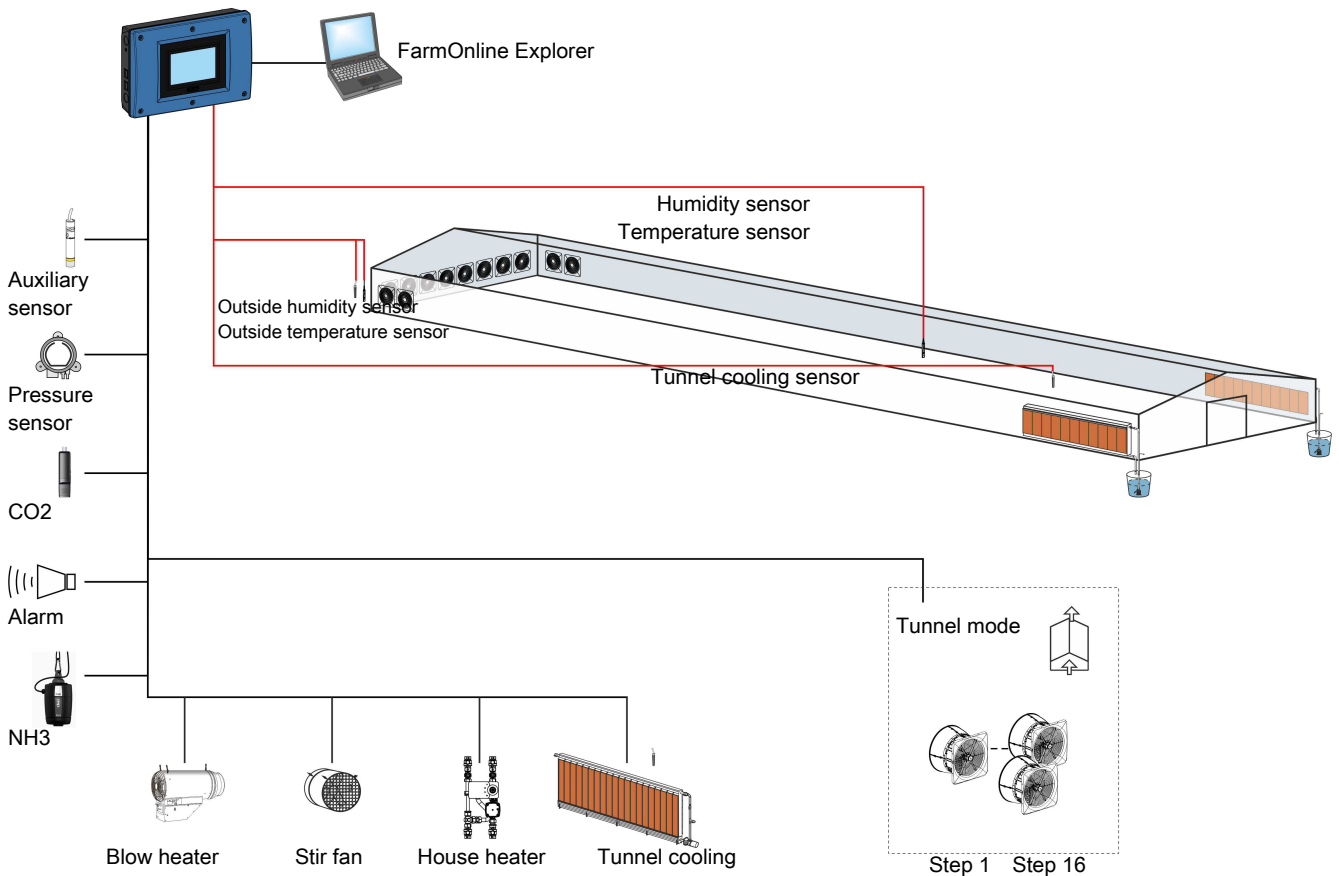 FarmOnline Explorer
Humidity sensor
Temperature sensor
Auxiliary
sensor
Outside humidity sensor
Outside temperature sensor
Tunnel cooling sensor
Pressure
sensor
CO2
Alarm
Tunnel mode
NH3
Blow heater
Stir fan
House heater
Tunnel cooling
Step 1
Step 16